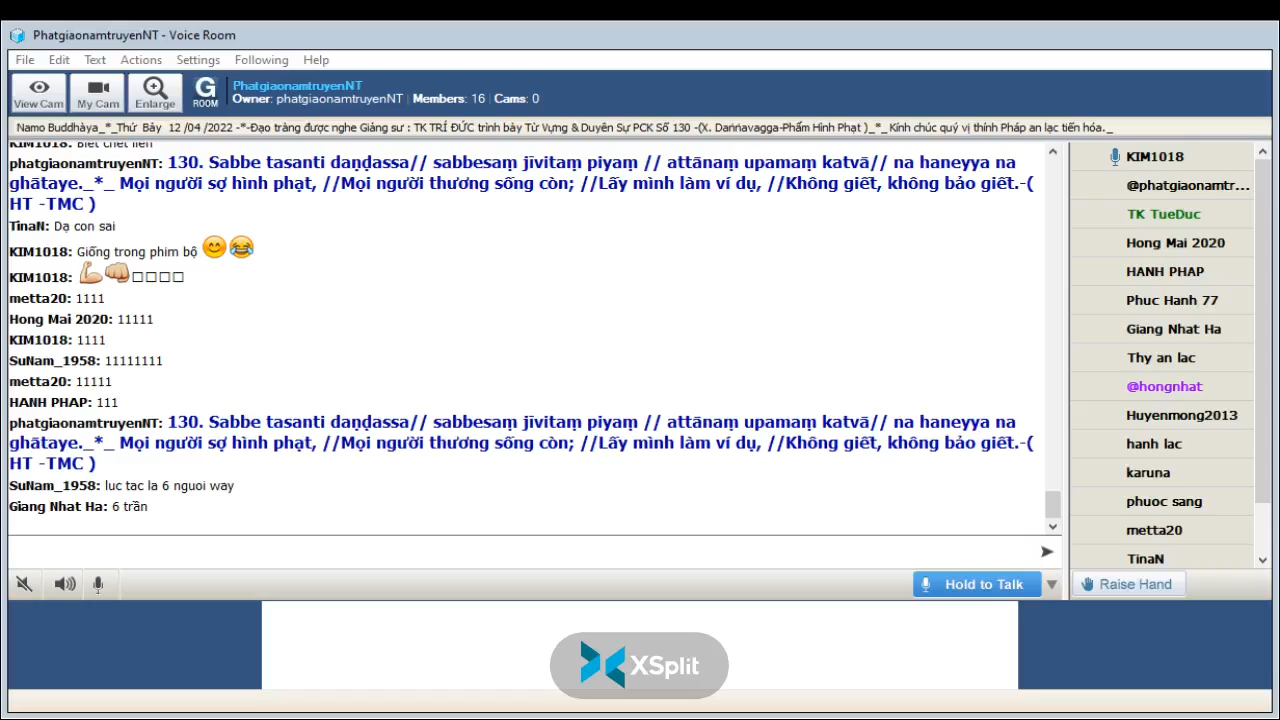 PhatgiaonamtruyenNT - Voice Room
File Edit Text Actions Settings Following Help
View Cam My Cam Enlarge G ROOM
PhatgiaonamtruyenNT
Owner: phatgiaonamtruyenNT | Members: 16 | Cams: 0
Namo Buddhàya_*_Thứ Bảy 12 /04 /2022 -*-Đạo tràng được nghe Giảng sư : TK TRÍ ĐỨC trình bày Từ Vựng & Duyên Sự PCK Số 130 -(X. Daṇṇavagga-Phẩm Hình Phạt )_*_ Kính chúc quý vị thính Pháp an lạc tiến hóa._
KIM1018: Biet chet lien
phatgiaonamtruyenNT: 130. Sabbe tasanti daṇḍassa// sabbesaṃ jīvitaṃ piyaṃ // attānaṃ upamaṃ katvā// na haneyya na
ghātaye._*_ Mọi người sợ hình phạt, //Mọi người thương sống còn; //Lấy mình làm ví dụ, //Không giết, không bảo giết.-(
HT -TMC )
TinaN: Dạ con sai
KIM1018: Giống trong phim bộ 😊😂
KIM1018: 💪👊□□□□
metta20: 1111
Hong Mai 2020: 11111
KIM1018: 1111
SuNam_1958: 11111111
metta20: 11111
HANH PHAP: 111
phatgiaonamtruyenNT: 130. Sabbe tasanti daṇḍassa// sabbesaṃ jīvitaṃ piyaṃ // attānaṃ upamaṃ katvā// na haneyya na
ghātaye._*_ Mọi người sợ hình phạt, //Mọi người thương sống còn; //Lấy mình làm ví dụ, //Không giết, không bảo giết.-(
HT -TMC )
SuNam_1958: luc tac la 6 nguoi way
Giang Nhat Ha: 6 trần
KIM1018
@phatgiaonamtr...
TK TueDuc
Hong Mai 2020
HANH PHAP
Phuc Hanh 77
Giang Nhat Ha
Thy an lac
@hongnhat
Huyenmong2013
hanh lac
karuna
phuoc sang
metta20
TinaN
Hold to Talk
Raise Hand
XSplit